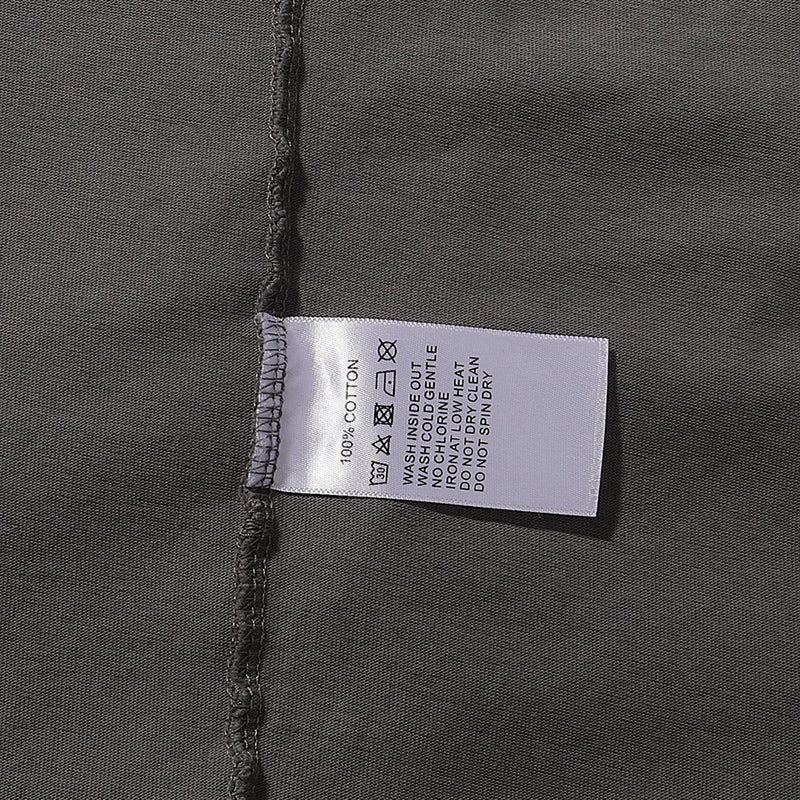 100% COTTON
30
WASH INSIDE OUT
WASH COLD GENTLE
NO CHLORINE
IRON AT LOW HEAT
DO NOT DRY CLEAN
DO NOT SPIN DRY